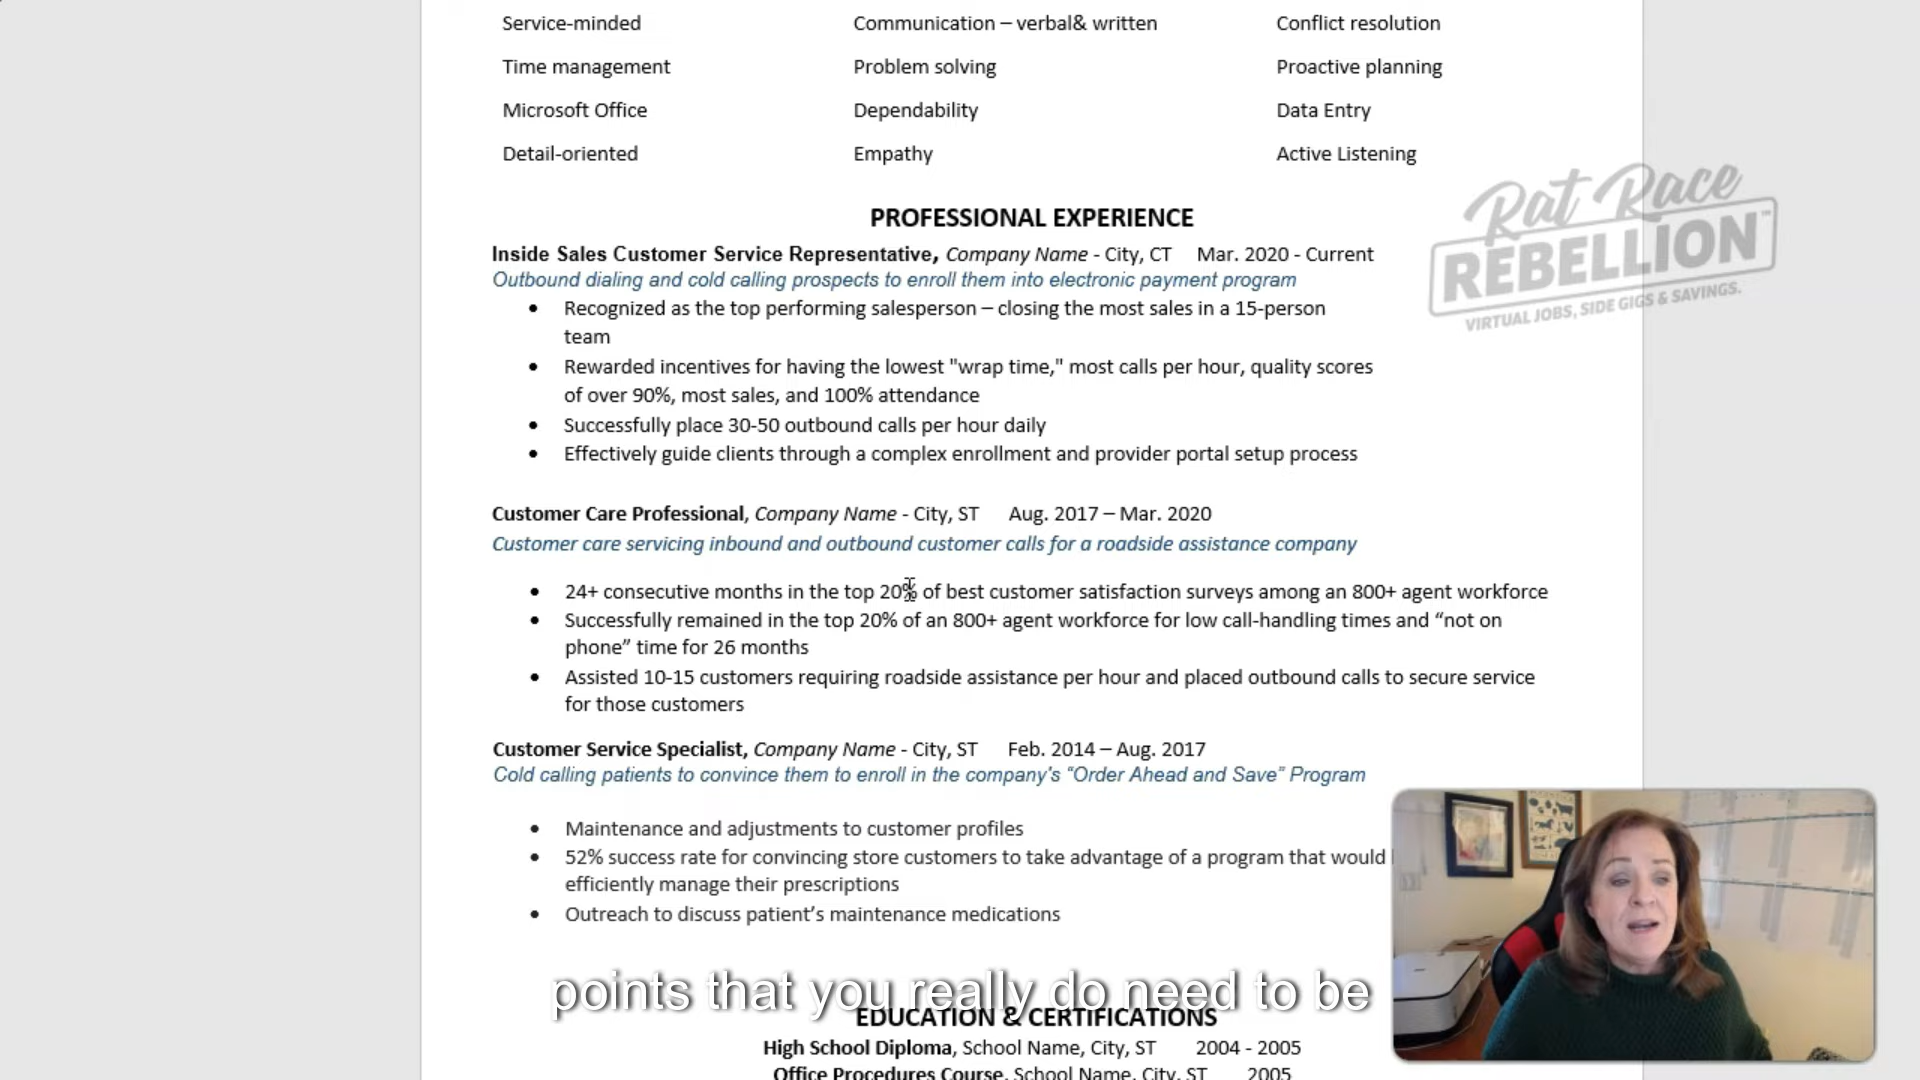 Service-minded Communication – verbal& written Conflict resolution
Time management Problem solving Proactive planning
Microsoft Office Dependability Data Entry
Detail-oriented Empathy Active Listening
Rat Race
REBELLION™
VIRTUAL JOBS, SIDE GIGS & SAVINGS.
PROFESSIONAL EXPERIENCE
Inside Sales Customer Service Representative, Company Name - City, CT Mar. 2020 - Current
Outbound dialing and cold calling prospects to enroll them into electronic payment program
• Recognized as the top performing salesperson – closing the most sales in a 15-person
team
• Rewarded incentives for having the lowest "wrap time," most calls per hour, quality scores
of over 90%, most sales, and 100% attendance
• Successfully place 30-50 outbound calls per hour daily
• Effectively guide clients through a complex enrollment and provider portal setup process
Customer Care Professional, Company Name - City, ST Aug. 2017 – Mar. 2020
Customer care servicing inbound and outbound customer calls for a roadside assistance company
• 24+ consecutive months in the top 20% of best customer satisfaction surveys among an 800+ agent workforce
• Successfully remained in the top 20% of an 800+ agent workforce for low call-handling times and “not on
phone” time for 26 months
• Assisted 10-15 customers requiring roadside assistance per hour and placed outbound calls to secure service
for those customers
Customer Service Specialist, Company Name - City, ST Feb. 2014 – Aug. 2017
Cold calling patients to convince them to enroll in the company’s “Order Ahead and Save” Program
• Maintenance and adjustments to customer profiles
• 52% success rate for convincing store customers to take advantage of a program that would
efficiently manage their prescriptions
• Outreach to discuss patient’s maintenance medications
points that you really do need to be
EDUCATION & CERTIFICATIONS
High School Diploma, School Name, City, ST 2004 - 2005
Office Procedures Course, School Name, City, ST 2005